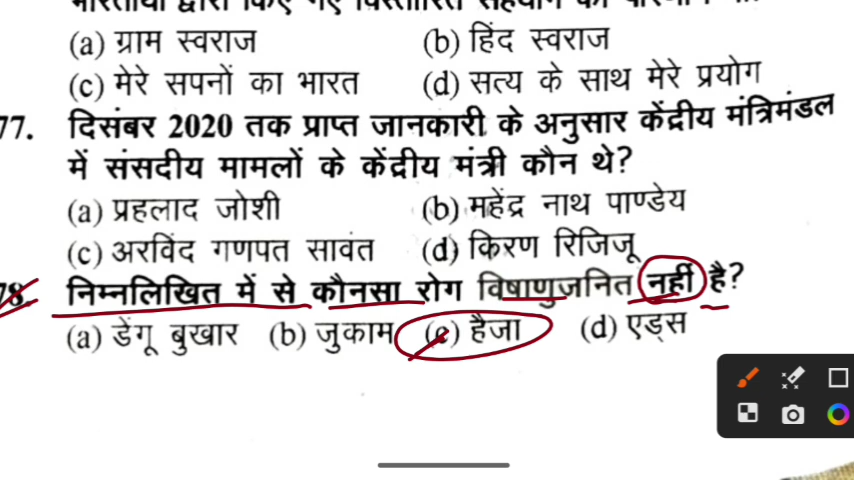 (a) ग्राम स्वराज (b) हिंद स्वराज
(c) मेरे सपनों का भारत (d) सत्य के साथ मेरे प्रयोग
77. दिसंबर 2020 तक प्राप्त जानकारी के अनुसार केंद्रीय मंत्रिमंडल
में संसदीय मामलों के केंद्रीय मंत्री कौन थे?
(a) प्रहलाद जोशी (b) महेंद्र नाथ पाण्डेय
(c) अरविंद गणपत सावंत (d) किरण रिजिजू
78. निम्नलिखित में से कौनसा रोग विषाणुजनित नहीं है?
(a) डेंगू बुखार (b) जुकाम (c) हैजा (d) एड्स